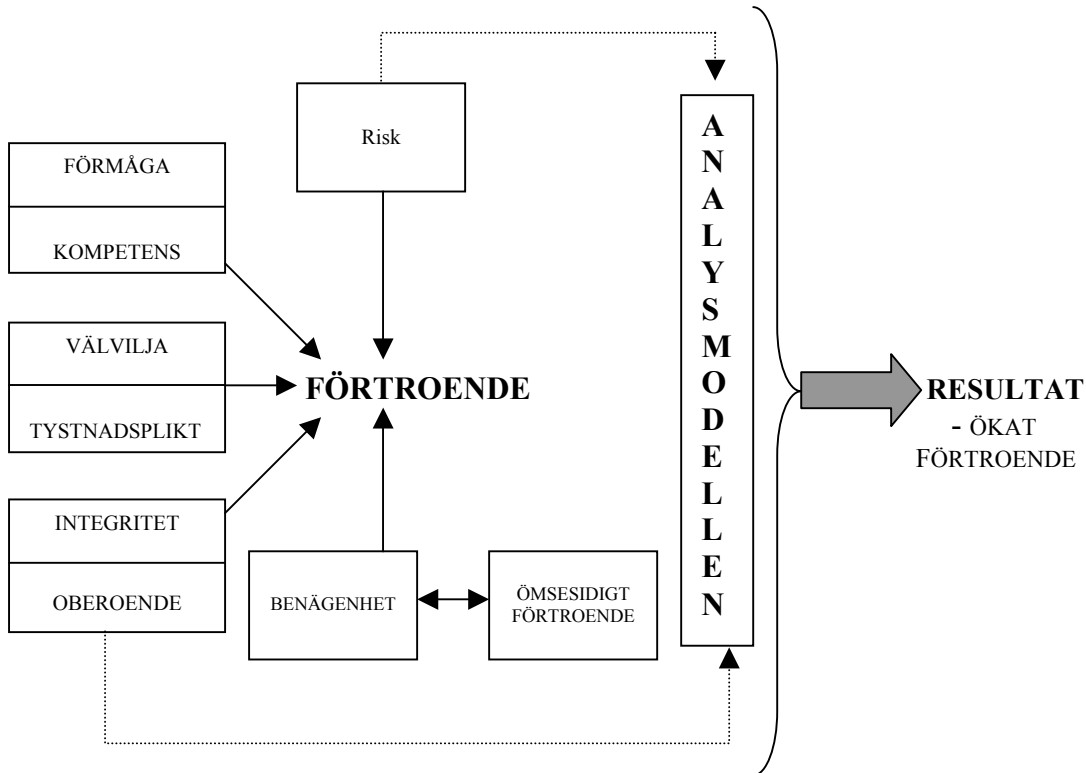 Risk
FÖRMÅGA
KOMPETENS
VÄLVILJA
TYSTNADSPLIKT
INTEGRITET
OBEROENDE
FÖRTROENDE
BENÄGENHET
ÖMSESIDIGT
FÖRTROENDE
A
N
A
L
Y
S
M
O
D
E
L
L
E
N
RESULTAT
- ÖKAT
FÖRTROENDE